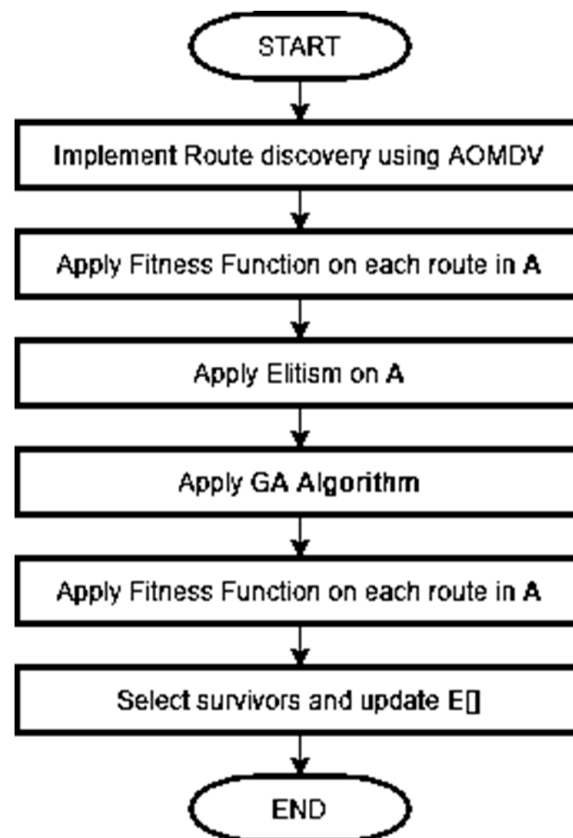 START
Implement Route discovery using AOMDV
Apply Fitness Function on each route in A
Apply Elitism on A
Apply GA Algorithm
Apply Fitness Function on each route in A
Select survivors and update E[]
END